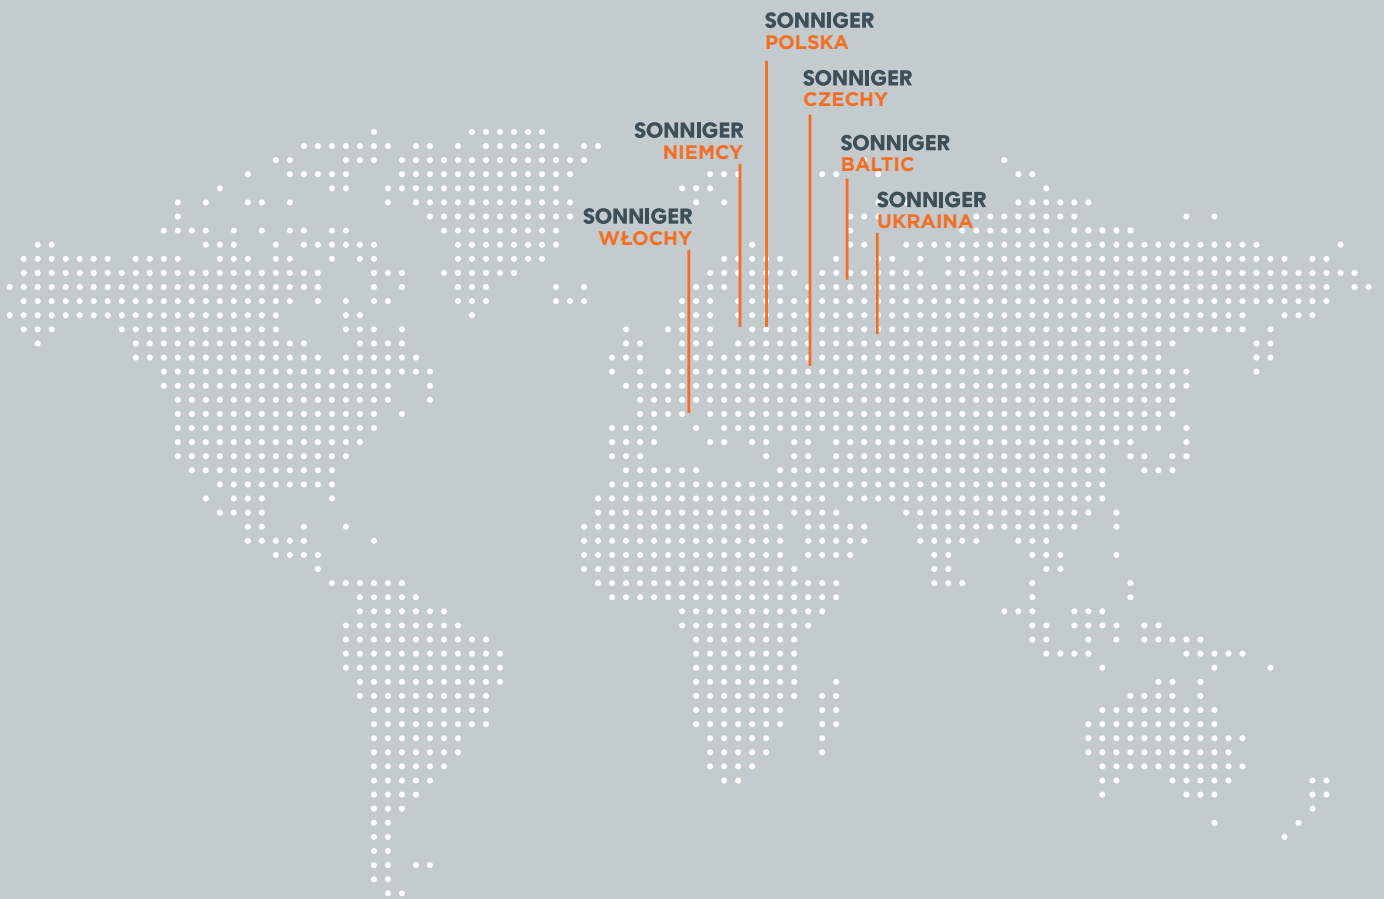 SONNIGER
POLSKA
SONNIGER
CZECHY
SONNIGER
NIEMCY
SONNIGER
BALTIC
SONNIGER
UKRAINA
SONNIGER
WŁOCHY